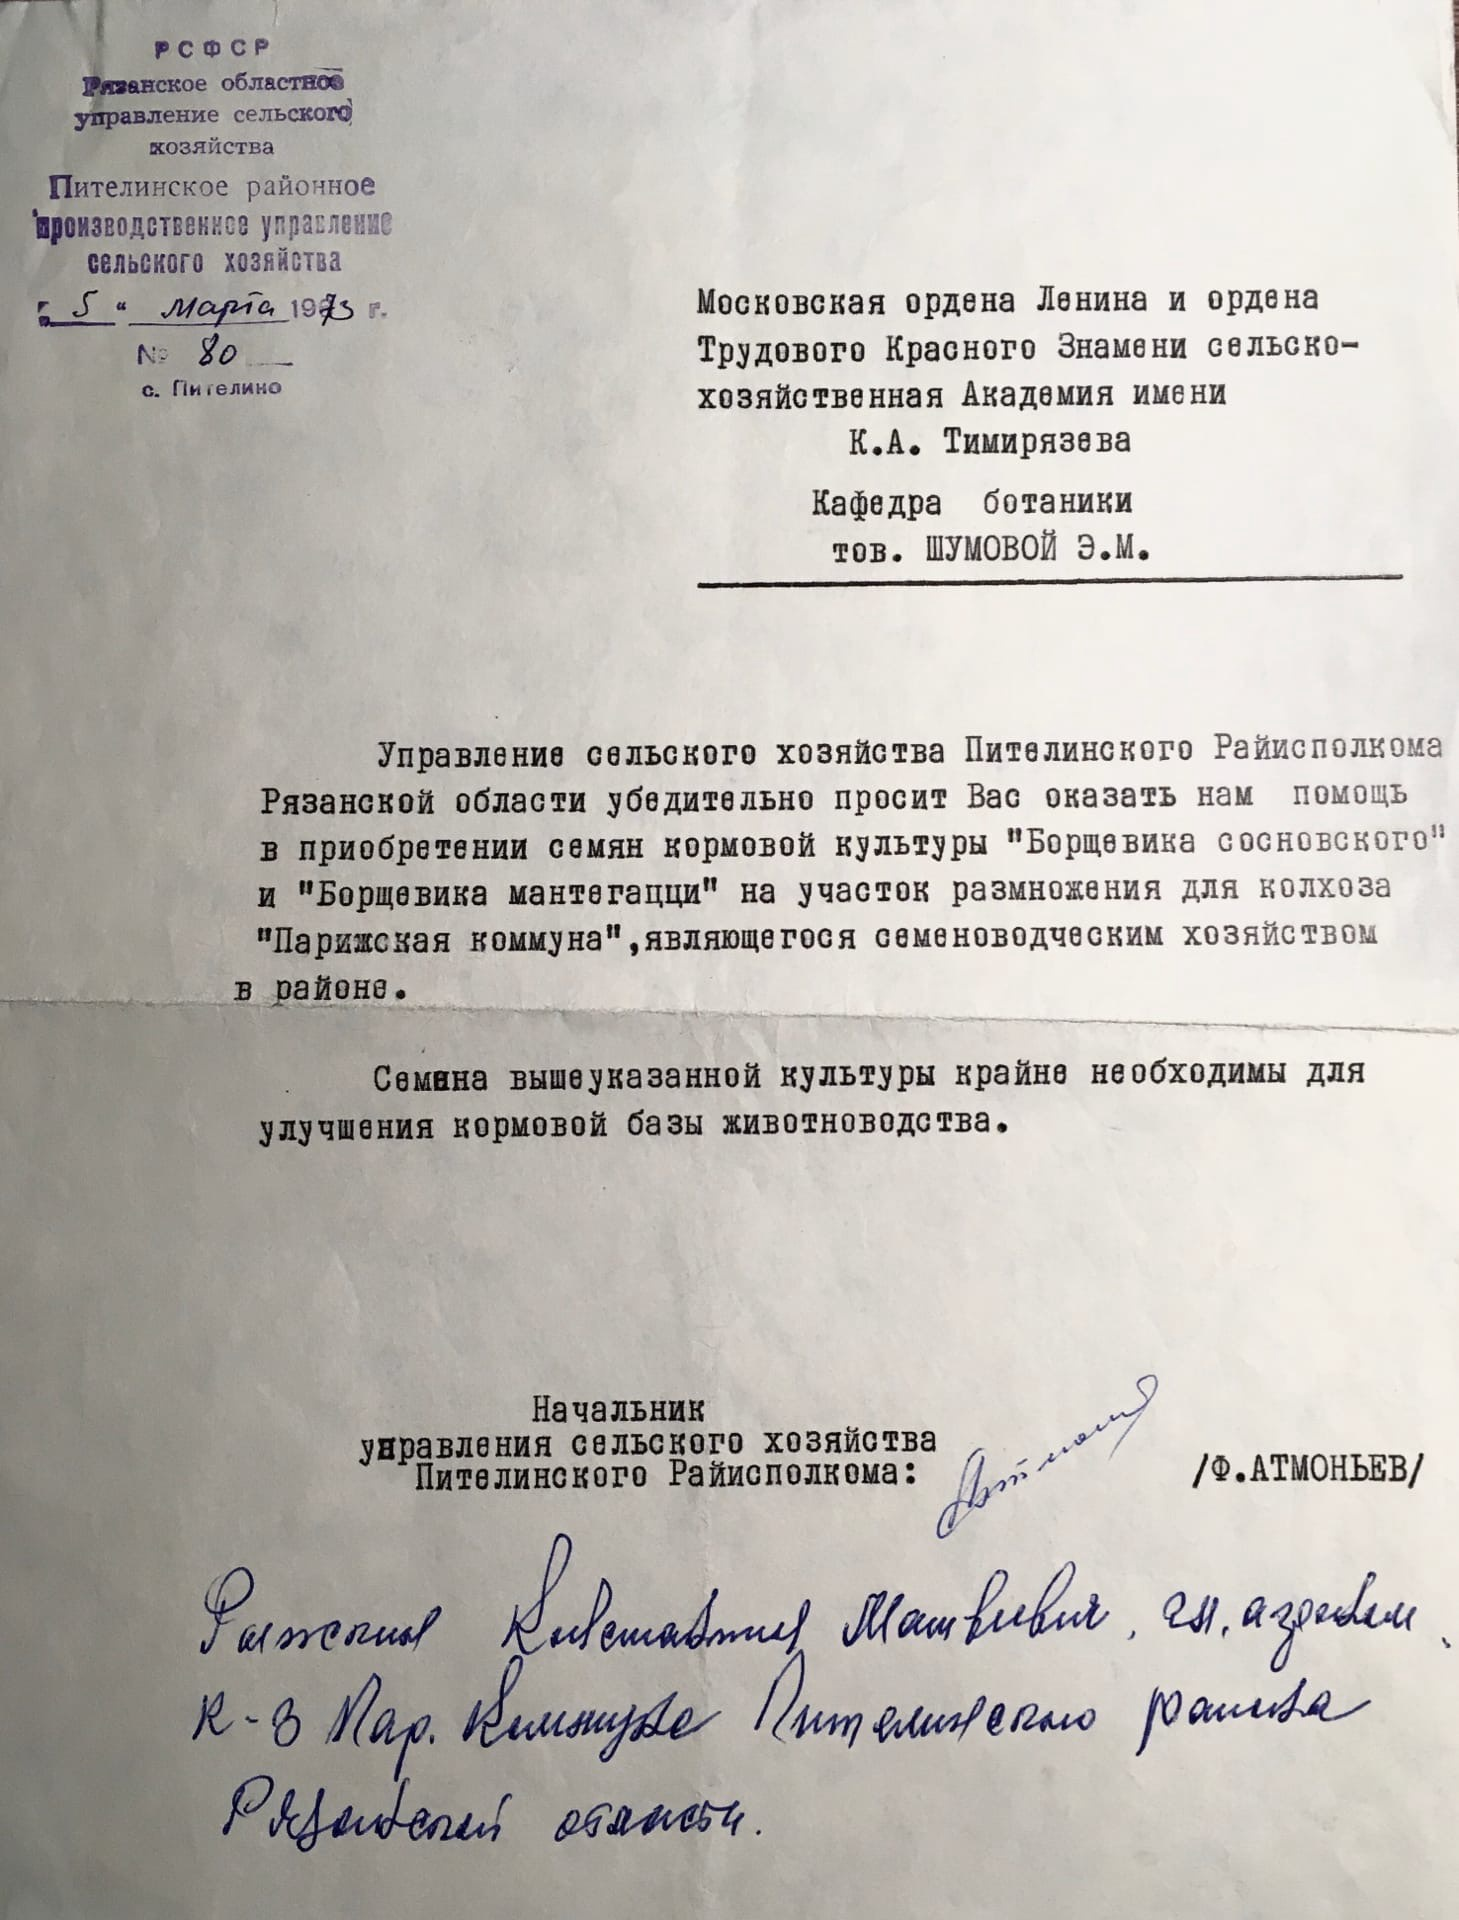 РСФСР
Рязанское областное
управление сельского
хозяйства
Пителинское районное
производственное управление
сельского хозяйства
"5" марта 1973 г.
№ 80
с. Пителино
Московская ордена Ленина и ордена
Трудового Красного Знамени сельско-
хозяйственная Академия имени
К.А. Тимирязева
Кафедра ботаники
тов. ШУМОВОЙ Э.М.
Управление сельского хозяйства Пителинского Райисполкома
Рязанской области убедительно просит Вас оказать нам помощь
в приобретении семян кормовой культуры "Борщевика сосновского"
и "Борщевика мантегацци" на участок размножения для колхоза
"Парижская коммуна",являющегося семеноводческим хозяйством
в районе.
Семена вышеуказанной культуры крайне необходимы для
улучшения кормовой базы животноводства.
Начальник
управления сельского хозяйства
Пителинского Райисполкома:
/Ф.АТМОНЬЕВ/
Константин Матвеевич, гл. агроном
к-з Пар. Коммуна Пителинского района
Рязанской области.